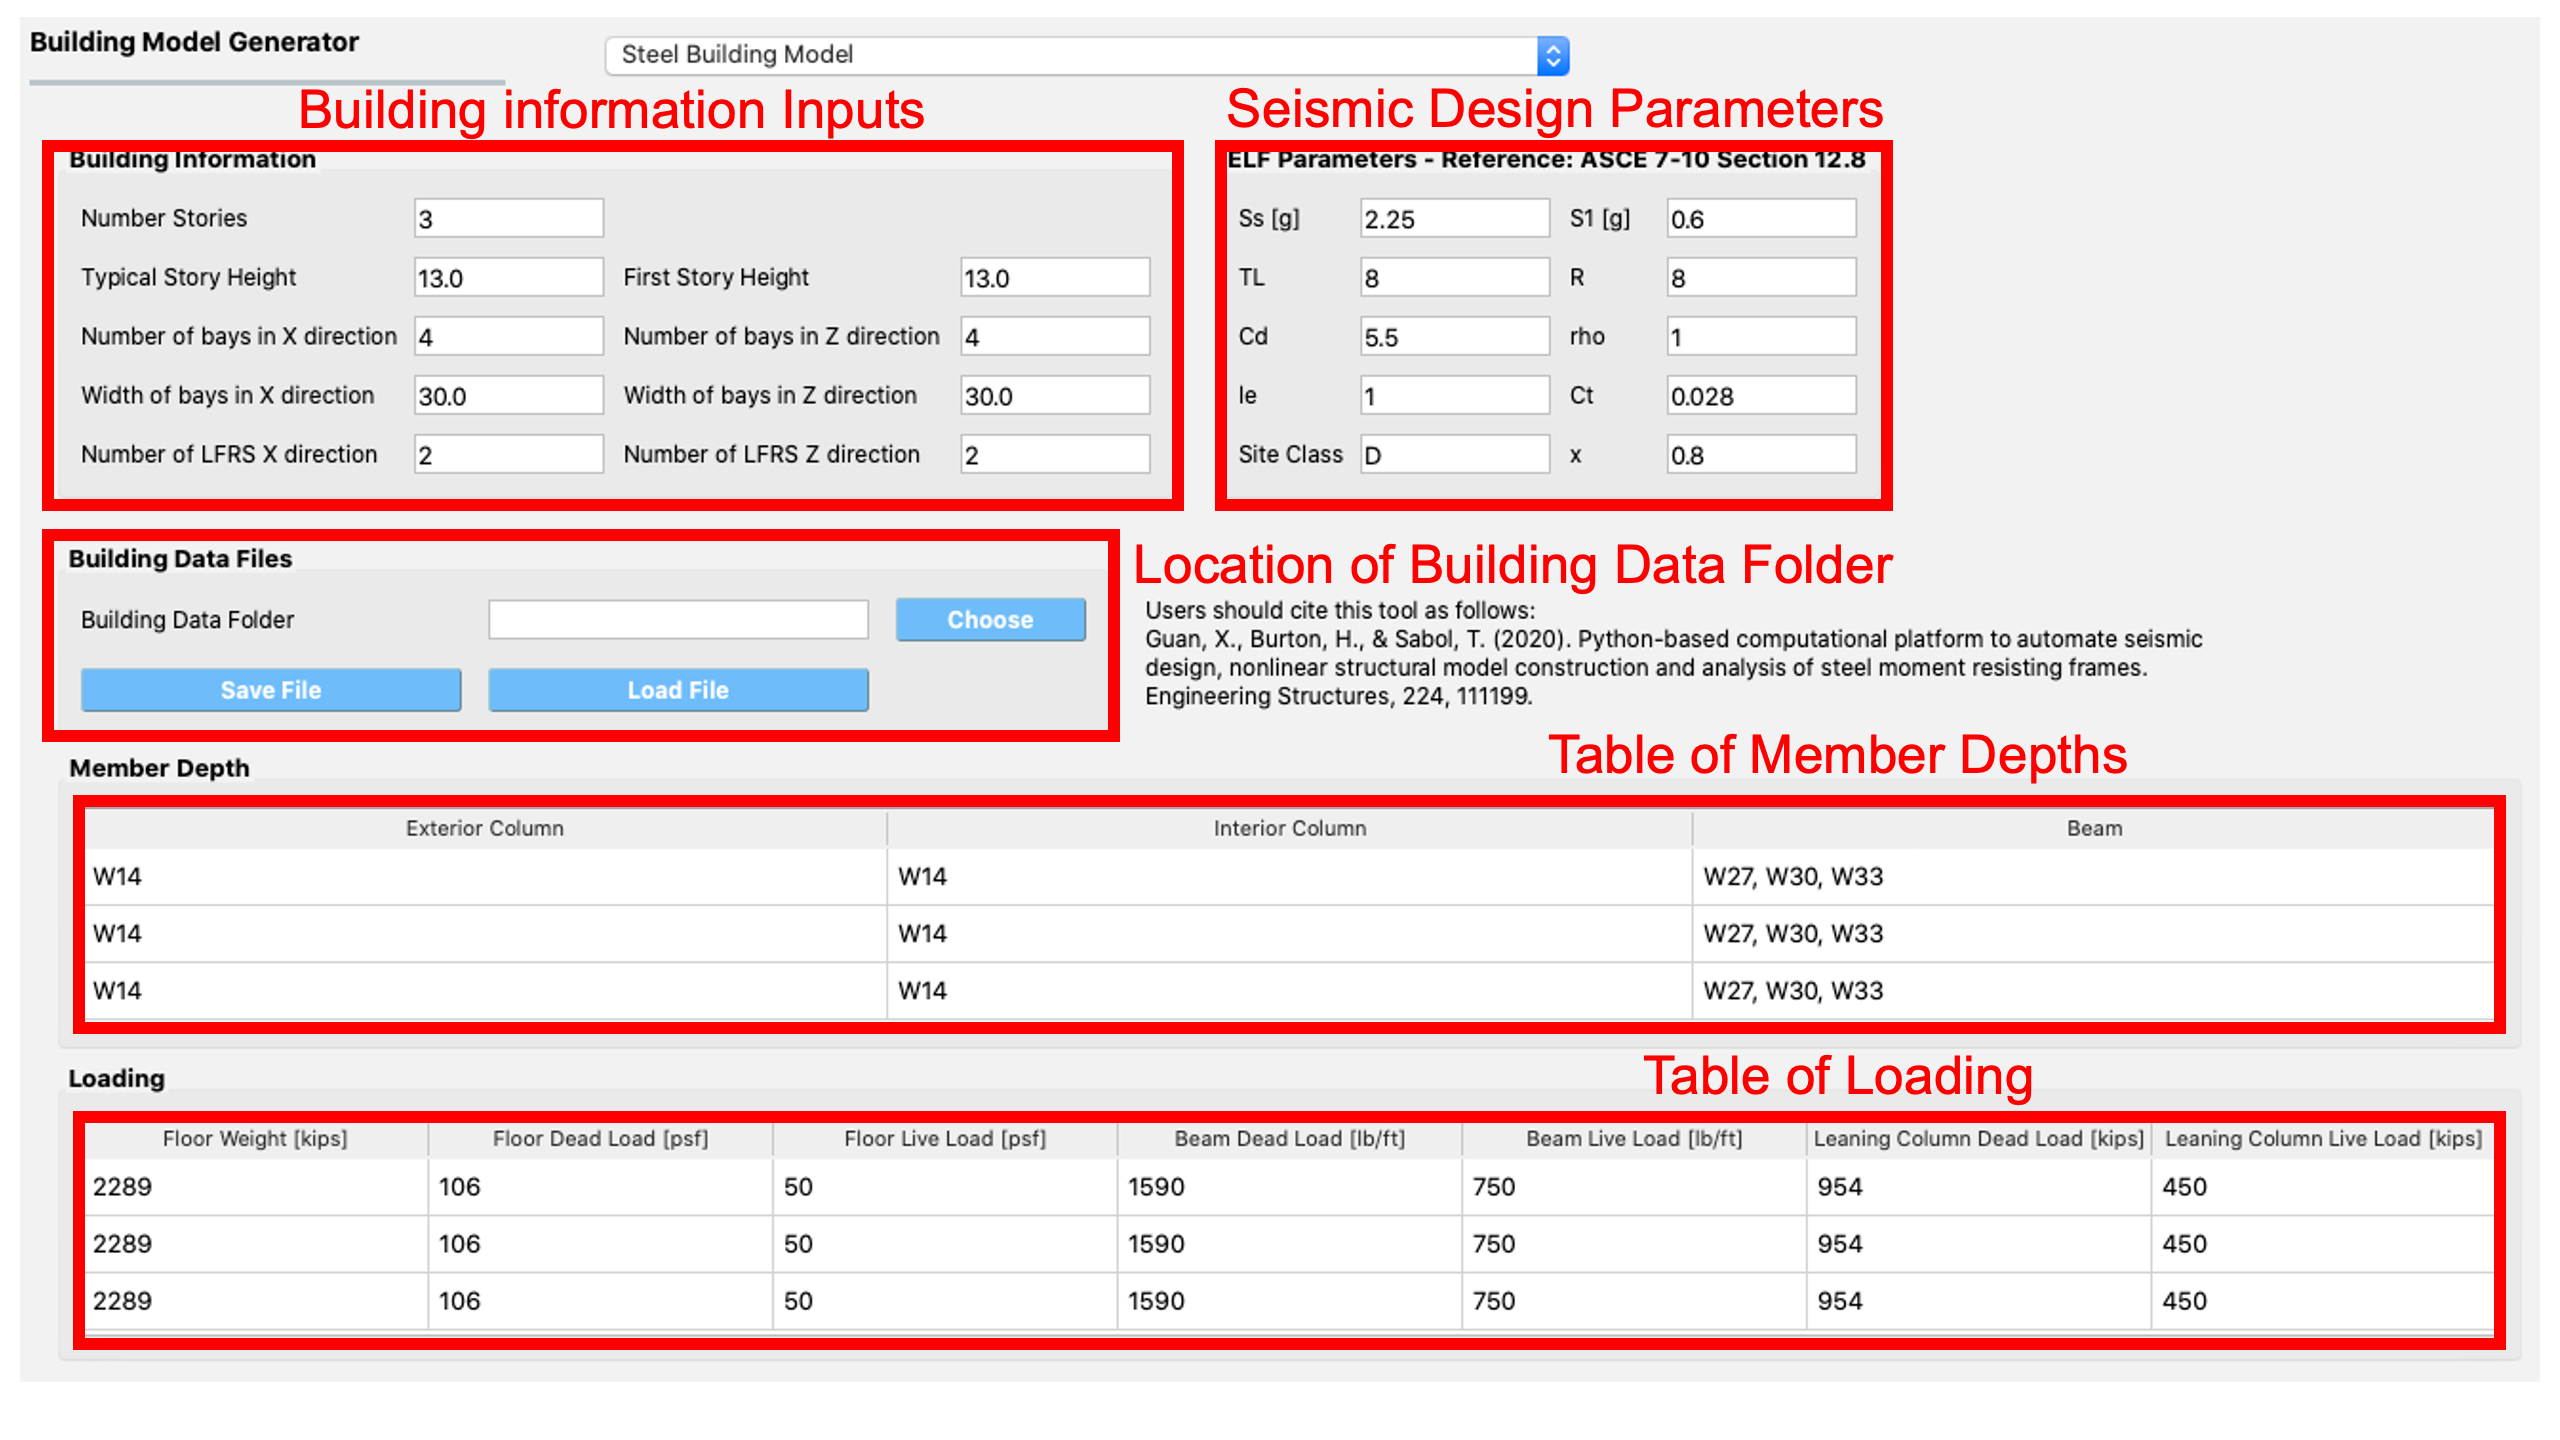 Building Model Generator
Steel Building Model
Building information Inputs
Seismic Design Parameters
Building Information
Number Stories 3
Typical Story Height 13.0 First Story Height 13.0
Number of bays in X direction 4 Number of bays in Z direction 4
Width of bays in X direction 30.0 Width of bays in Z direction 30.0
Number of LFRS X direction 2 Number of LFRS Z direction 2
ELF Parameters - Reference: ASCE 7-10 Section 12.8
Ss [g] 2.25 S1 [g] 0.6
TL 8 R 8
Cd 5.5 rho 1
Ie 1 Ct 0.028
Site Class D x 0.8
Building Data Files
Building Data Folder Choose
Save File Load File
Location of Building Data Folder
Users should cite this tool as follows:
Guan, X., Burton, H., & Sabol, T. (2020). Python-based computational platform to automate seismic
design, nonlinear structural model construction and analysis of steel moment resisting frames.
Engineering Structures, 224, 111199.
Table of Member Depths
Member Depth
Exterior Column Interior Column Beam
W14 W14 W27, W30, W33
W14 W14 W27, W30, W33
W14 W14 W27, W30, W33
Table of Loading
Loading
Floor Weight [kips] Floor Dead Load [psf] Floor Live Load [psf] Beam Dead Load [lb/ft] Beam Live Load [lb/ft] Leaning Column Dead Load [kips] Leaning Column Live Load [kips]
2289 106 50 1590 750 954 450
2289 106 50 1590 750 954 450
2289 106 50 1590 750 954 450